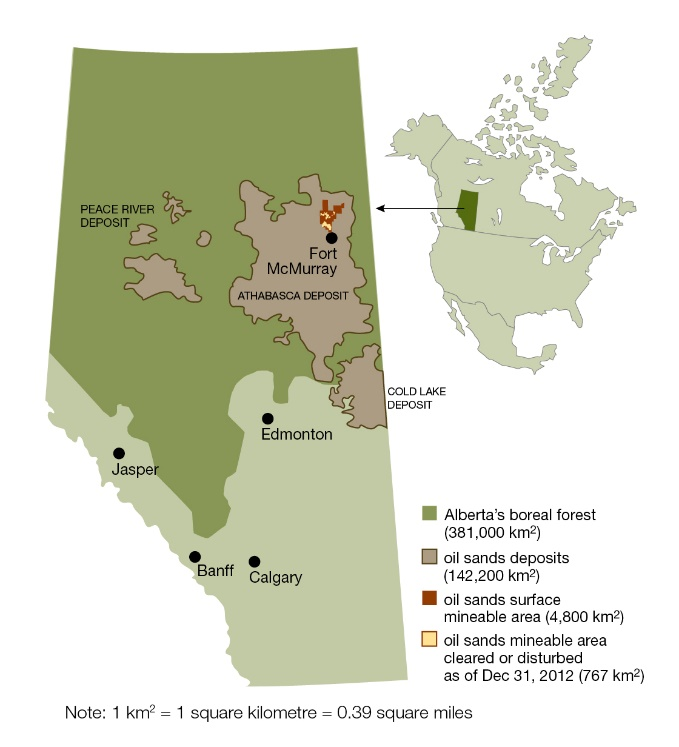 PEACE RIVER
DEPOSIT
Fort
McMurray
ATHABASCA DEPOSIT
COLD LAKE
DEPOSIT
Edmonton
Jasper
Banff
Calgary
Alberta's boreal forest
(381,000 km²)
oil sands deposits
(142,200 km²)
oil sands surface
mineable area (4,800 km²)
oil sands mineable area
cleared or disturbed
as of Dec 31, 2012 (767 km²)
Note: 1 km² = 1 square kilometre = 0.39 square miles